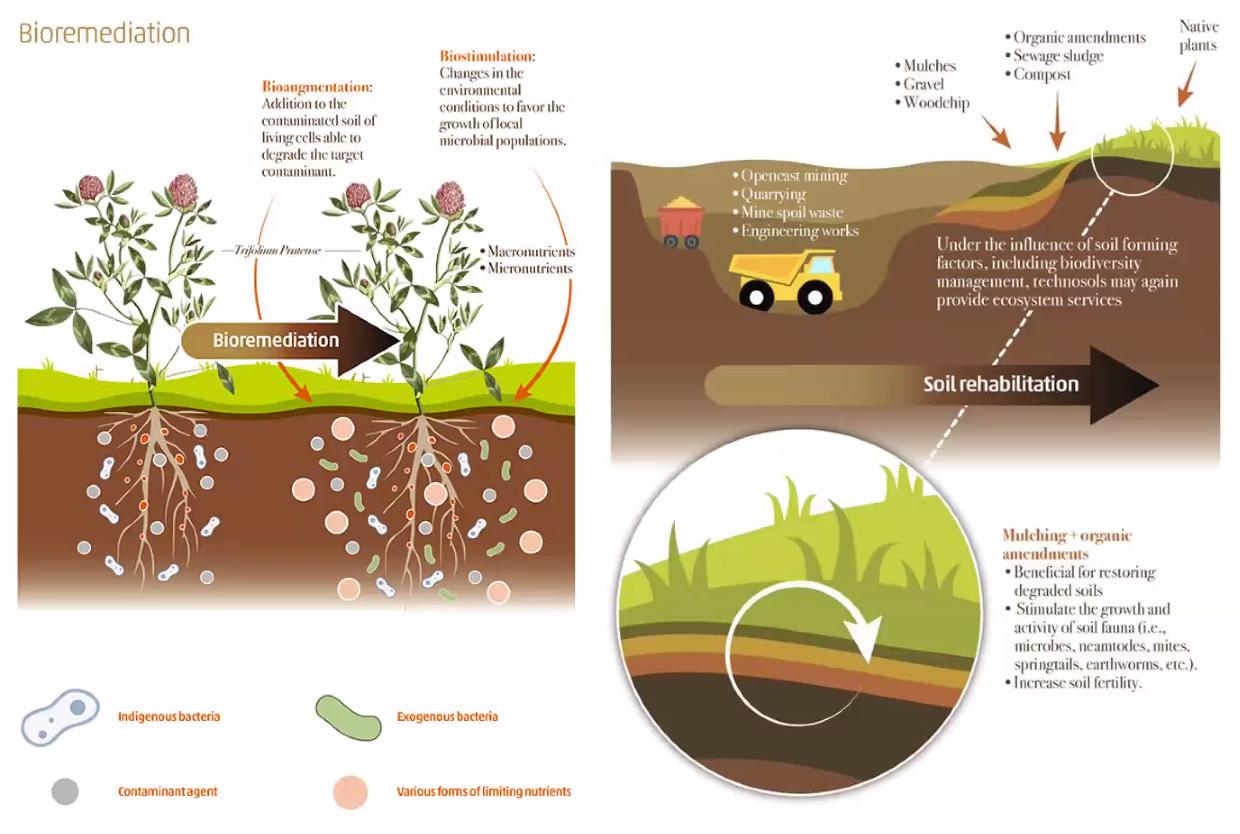 Bioremediation
Bioaugmentation:
Addition to the
contaminated soil of
living cells able to
degrade the target
contaminant.
Biostimulation:
Changes in the
environmental
conditions to favor the
growth of local
microbial populations.
Trifolium Pratense
• Macronutrients
• Micronutrients
Bioremediation
Indigenous bacteria
Exogenous bacteria
Contaminant agent
Various forms of limiting nutrients
• Mulches
• Gravel
• Woodchip
• Organic amendments
• Sewage sludge
• Compost
Native
plants
• Opencast mining
• Quarrying
• Mine spoil waste
• Engineering works
Under the influence of soil forming
factors, including biodiversity
management, technosols may again
provide ecosystem services
Soil rehabilitation
Mulching + organic
amendments
• Beneficial for restoring
degraded soils
• Stimulate the growth and
activity of soil fauna (i.e.,
microbes, neamtodes, mites,
springtails, earthworms, etc.).
• Increase soil fertility.